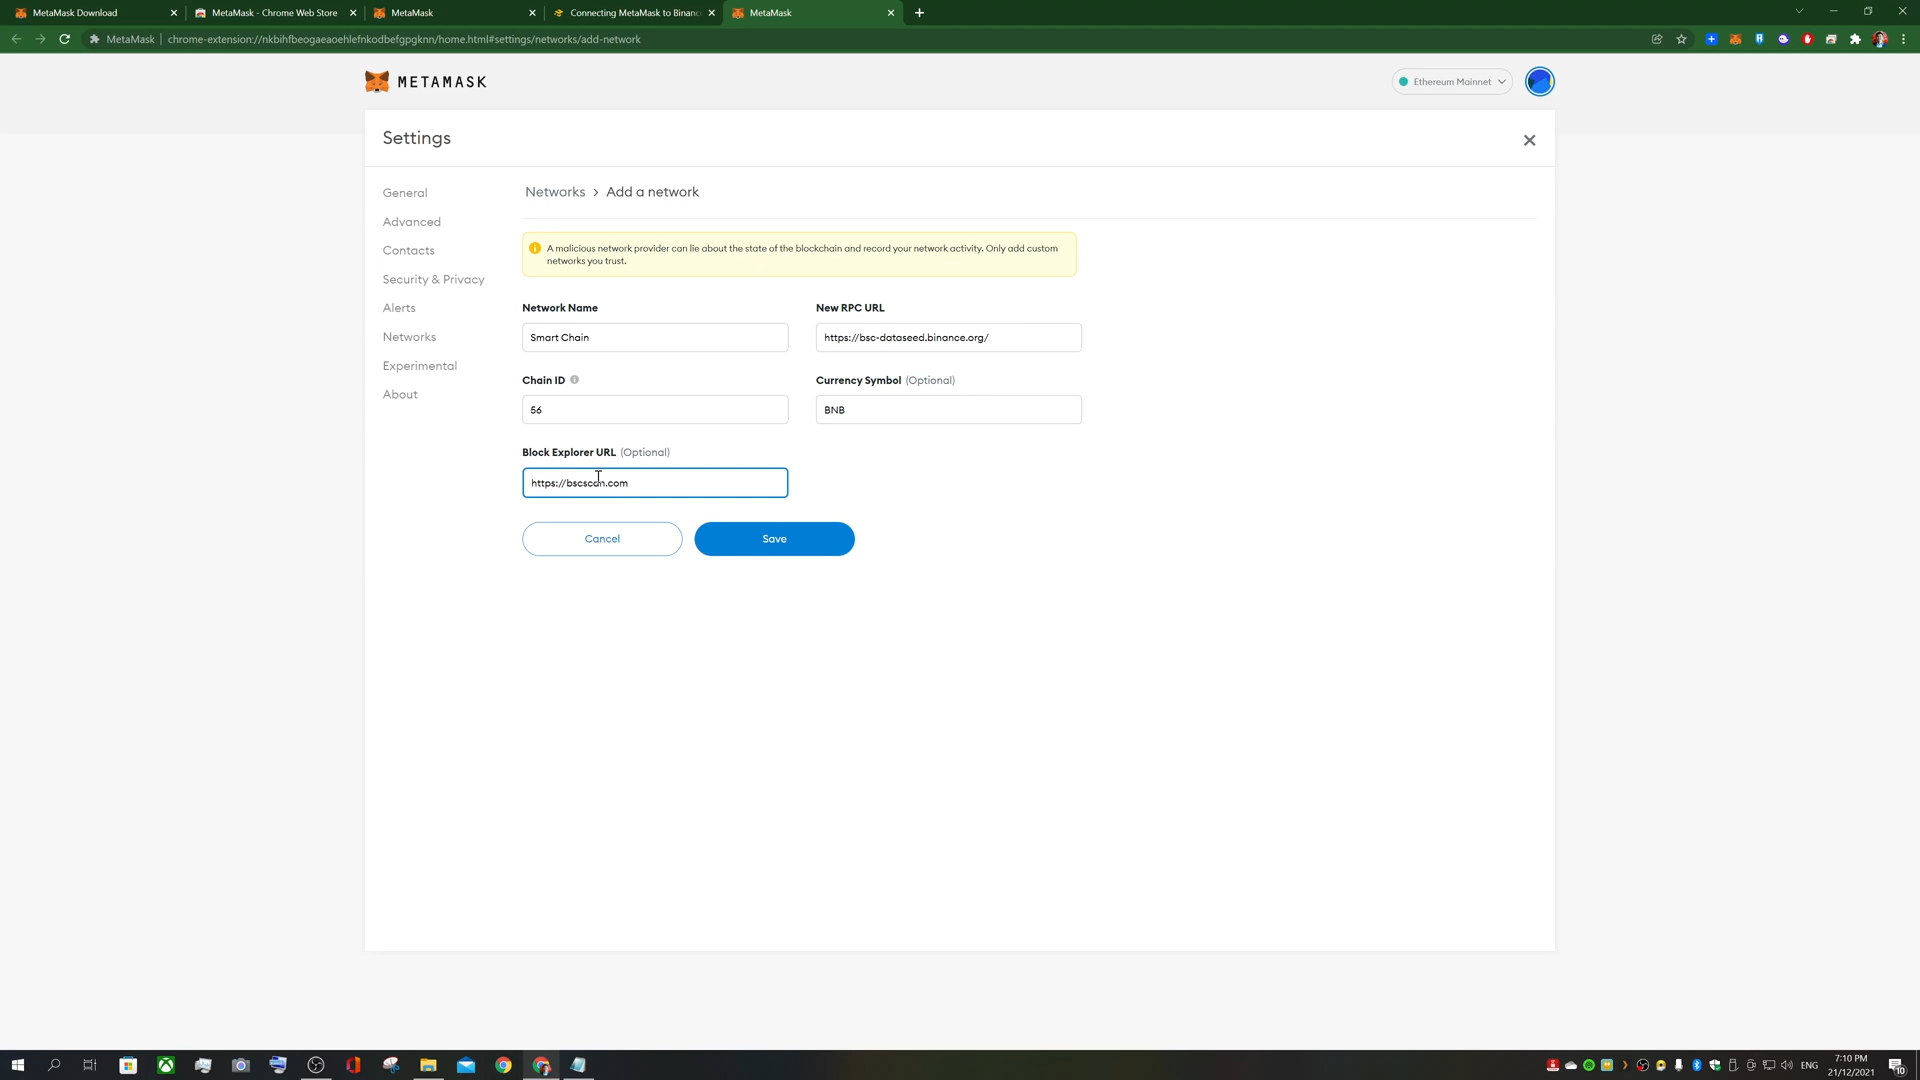 MetaMask Download
MetaMask - Chrome Web Store
MetaMask
Connecting MetaMask to Binanc
MetaMask
MetaMask
chrome-extension://nkbihfbeogaeaoehlefnkodbefgpgknn/home.html#settings/networks/add-network
METAMASK
Ethereum Mainnet
Settings
General
Advanced
Contacts
Security & Privacy
Alerts
Networks
Experimental
About
Networks > Add a network
A malicious network provider can lie about the state of the blockchain and record your network activity. Only add custom
networks you trust.
Network Name
Smart Chain
New RPC URL
https://bsc-dataseed.binance.org/
Chain ID
56
Currency Symbol (Optional)
BNB
Block Explorer URL (Optional)
https://bscscan.com
Cancel
Save
ENG
7:10 PM
21/12/2021
10